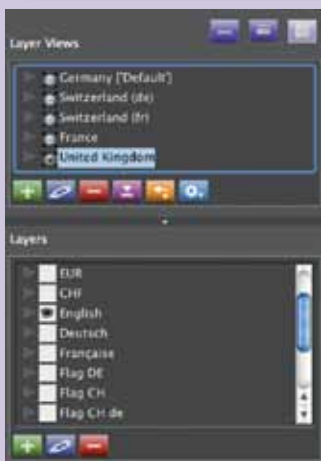 Layer Views
Germany ['Default']
Switzerland (de)
Switzerland (fr)
France
United Kingdom
Layers
EUR
CHF
English
Deutsch
Française
Flag DE
Flag CH
Flag CH de